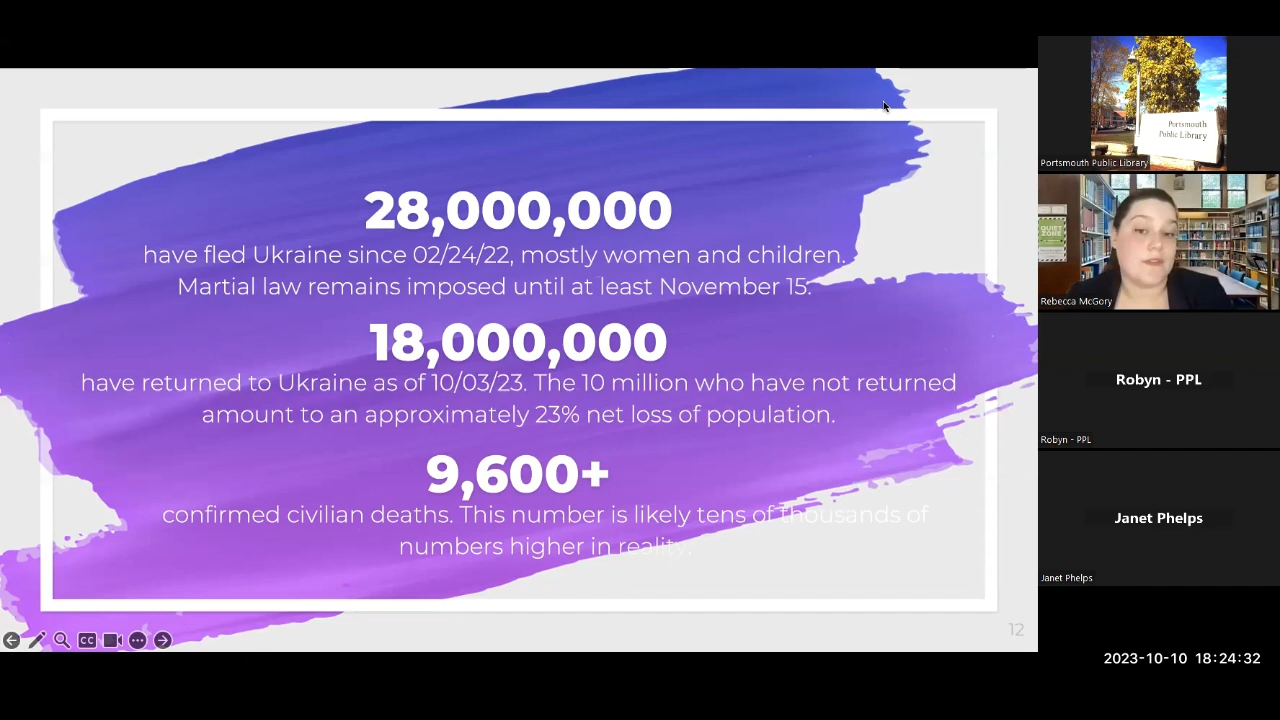 28,000,000
have fled Ukraine since 02/24/22, mostly women and children.
Martial law remains imposed until at least November 15.
18,000,000
have returned to Ukraine as of 10/03/23. The 10 million who have not returned
amount to an approximately 23% net loss of population.
9,600+
confirmed civilian deaths. This number is likely tens of thousands of
numbers higher in reality.
12
CC
Portsmouth
Public Library
Portsmouth Public Library
QUIET
ZONE
Rebecca McGory
Robyn - PPL
Robyn - PPL
Janet Phelps
Janet Phelps
2023-10-10 18:24:32